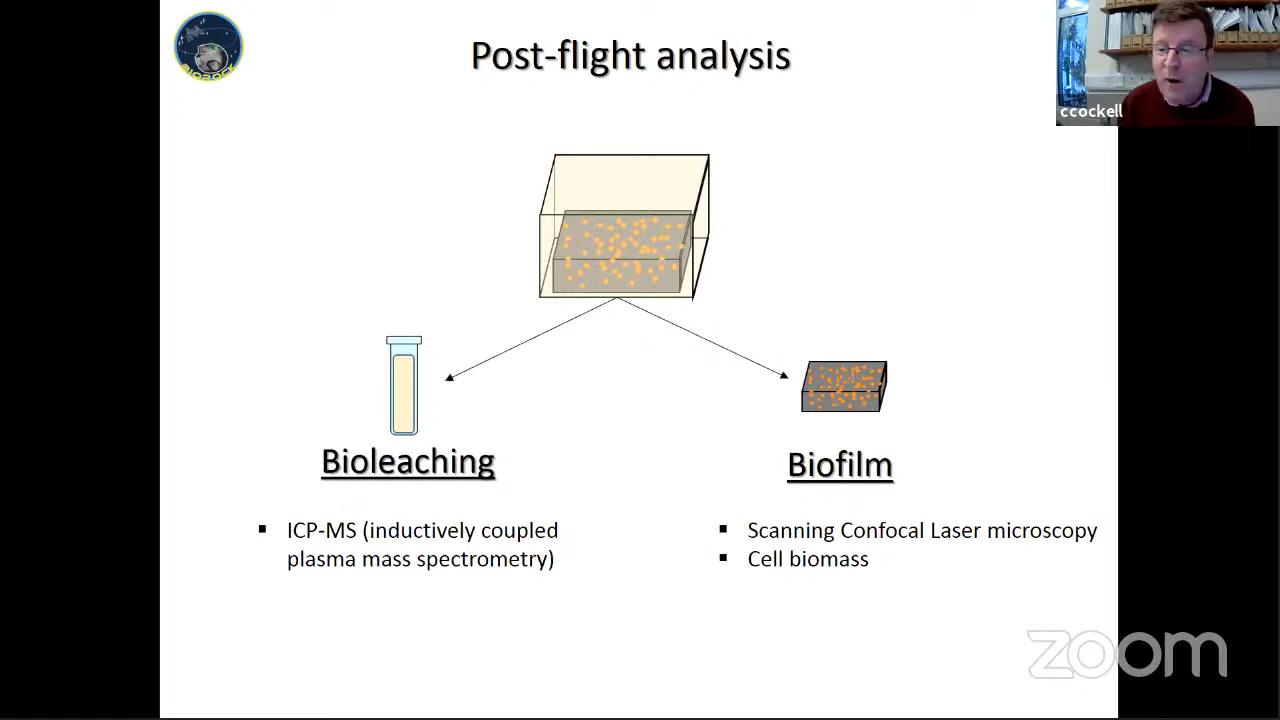 Post-flight analysis
BIOROCK
ccockell
Bioleaching
Biofilm
▪ ICP-MS (inductively coupled
plasma mass spectrometry)
▪ Scanning Confocal Laser microscopy
▪ Cell biomass
zoom